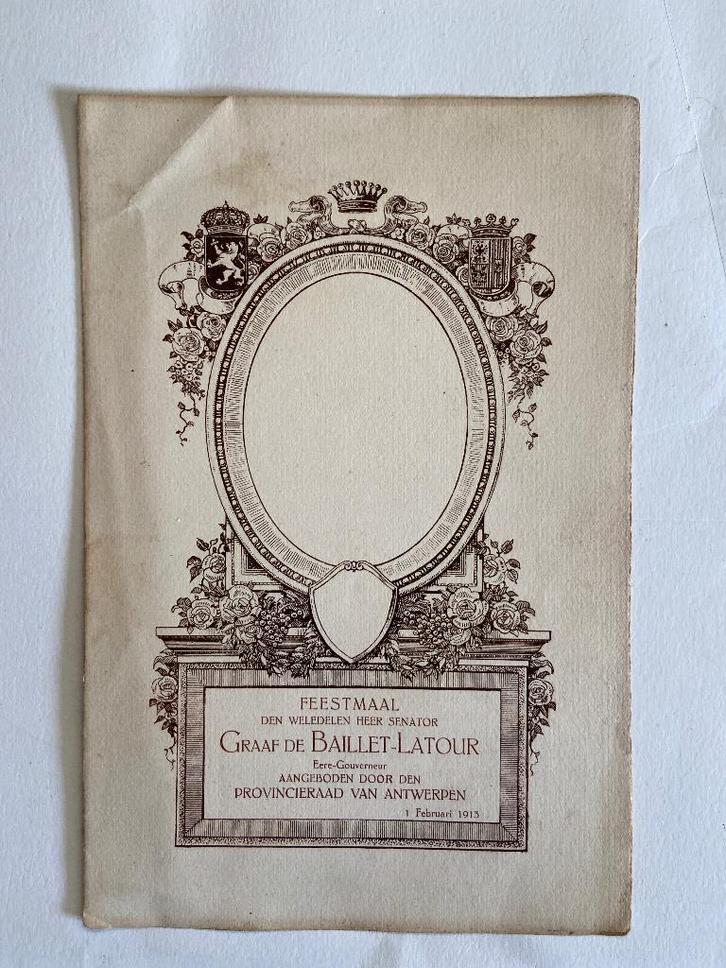 FEESTMAAL
DEN WELEDELEN HEER SENATOR
GRAAF DE BAILLET-LATOUR
Eere-Gouverneur
AANGEBODEN DOOR DEN
PROVINCIERAAD VAN ANTWERPEN
1 Februari 1913